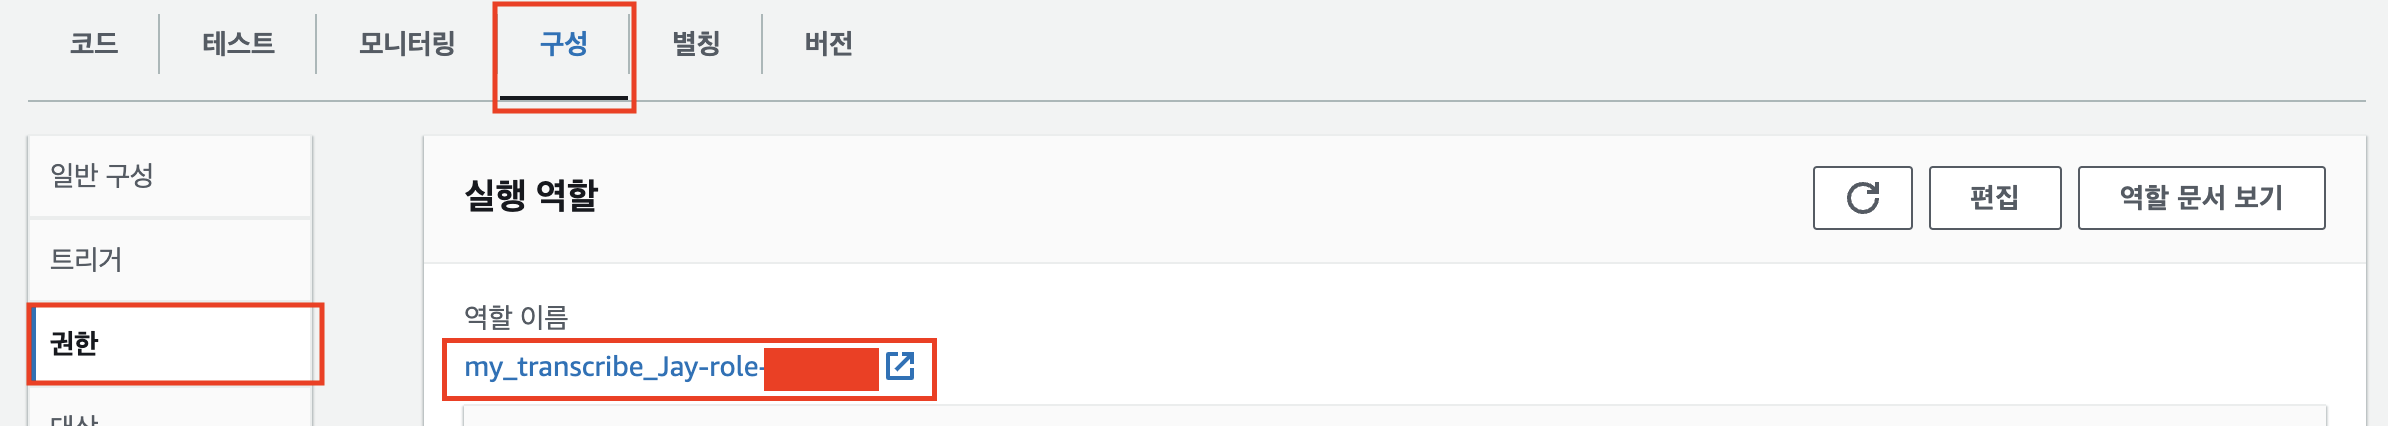 코드 테스트 모니터링 구성 별칭 버전
일반 구성
트리거
권한
대상
실행 역할
편집 역할 문서 보기
역할 이름
my_transcribe_Jay-role-